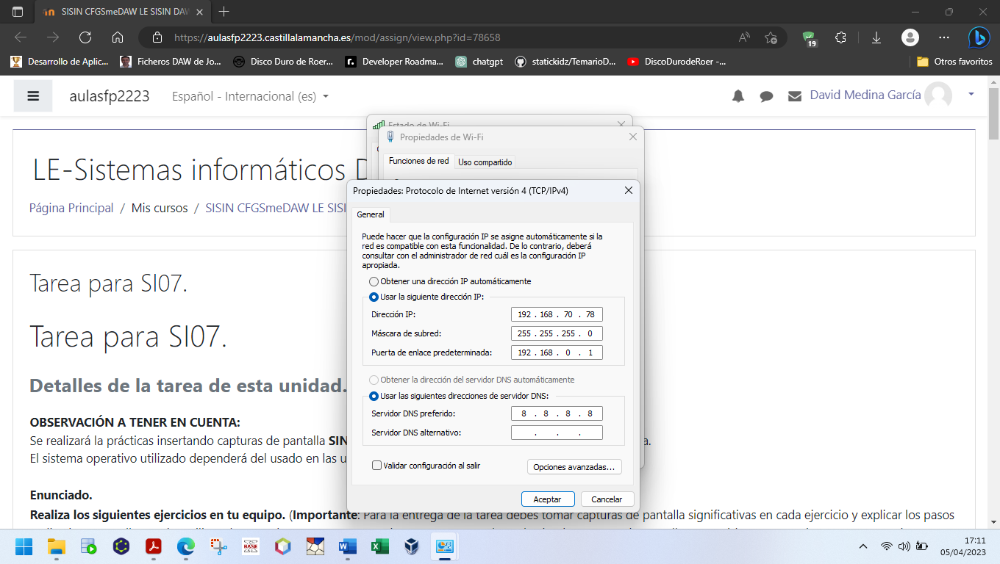 SISIN CFGSmeDAW LE SISIN DAW
https://aulasfp2223.castillalamancha.es/mod/assign/view.php?id=78658
19
Desarrollo de Aplic...
Ficheros DAW de Jo...
Disco Duro de Roer...
Developer Roadma...
chatgpt
statickidz/TemarioD...
DiscoDurodeRoer -...
Otros favoritos
aulasfp2223
Español - Internacional (es)
David Medina García
Estado de Wi-Fi
Propiedades de Wi-Fi
Funciones de red
Uso compartido
LE-Sistemas informáticos D
Página Principal / Mis cursos / SISIN CFGSmeDAW LE SISI
Propiedades: Protocolo de Internet versión 4 (TCP/IPv4)
General
Puede hacer que la configuración IP se asigne automáticamente si la
red es compatible con esta funcionalidad. De lo contrario, deberá
consultar con el administrador de red cuál es la configuración IP
apropiada.
Obtener una dirección IP automáticamente
Usar la siguiente dirección IP:
Dirección IP: 192 . 168 . 70 . 78
Máscara de subred: 255 . 255 . 255 . 0
Puerta de enlace predeterminada: 192 . 168 . 0 . 1
Obtener la dirección del servidor DNS automáticamente
Usar las siguientes direcciones de servidor DNS:
Servidor DNS preferido: 8 . 8 . 8 . 8
Servidor DNS alternativo: . . .
Validar configuración al salir
Opciones avanzadas...
Aceptar
Cancelar
Tarea para SI07.
Tarea para SI07.
Detalles de la tarea de esta unidad.
OBSERVACIÓN A TENER EN CUENTA:
Se realizará la prácticas insertando capturas de pantalla SIN a.
El sistema operativo utilizado dependerá del usado en las u
Enunciado.
Realiza los siguientes ejercicios en tu equipo. (Importante: Para la entrega de la tarea debes tomar capturas de pantalla significativas en cada ejercicio y explicar los pasos
17:11
05/04/2023